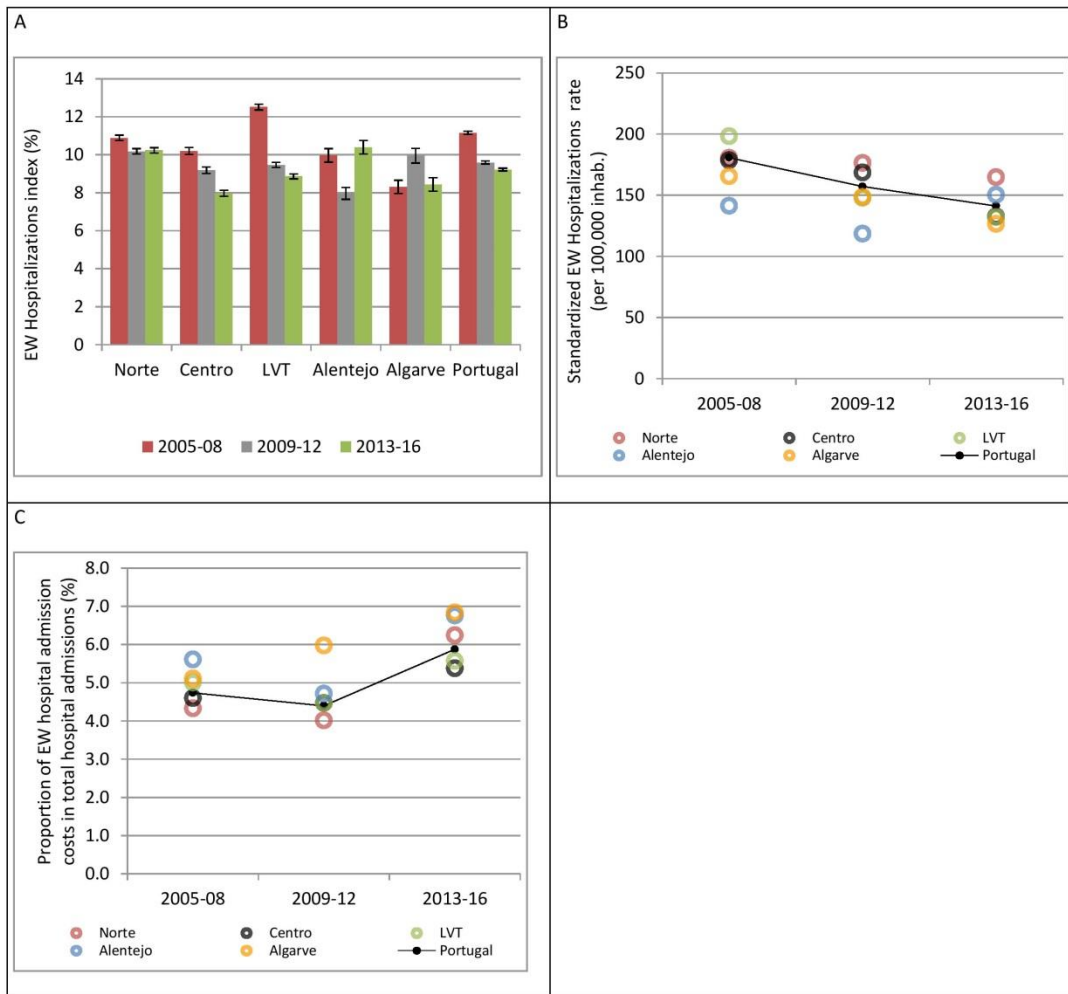 A
EW Hospitalizations index (%)
14
12
10
8
6
4
2
0
Norte Centro LVT Alentejo Algarve Portugal
2005-08 2009-12 2013-16
B
Standardized EW Hospitalizations rate
(per 100,000 inhab.)
250
200
150
100
50
0
2005-08 2009-12 2013-16
Norte Centro LVT
Alentejo Algarve Portugal
C
Proportion of EW hospital admission
costs in total hospital admissions (%)
8.0
7.0
6.0
5.0
4.0
3.0
2.0
1.0
0.0
2005-08 2009-12 2013-16
Norte Centro LVT
Alentejo Algarve Portugal